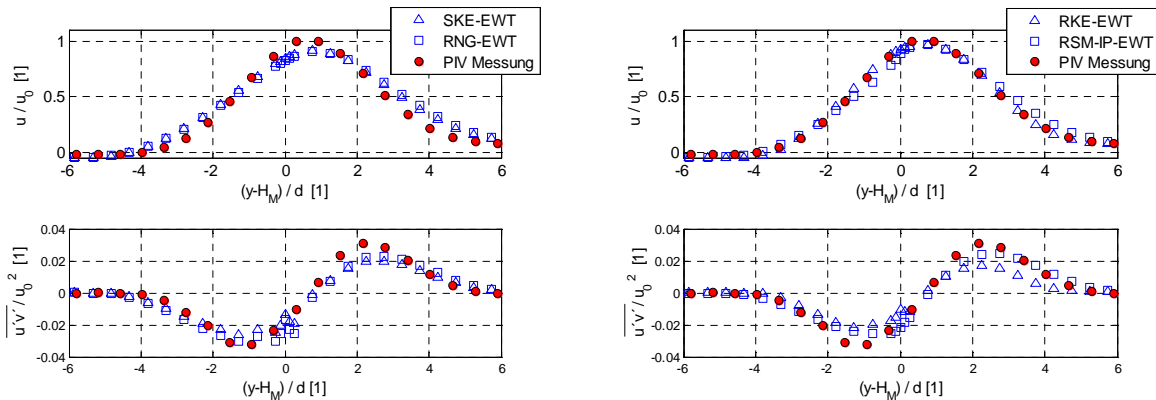 SKE-EWT
RNG-EWT
PIV Messung
u / u0 [1]
1
0.5
0
-6 -4 -2 0 2 4 6
(y-HM) / d [1]
u'v' / u0² [1]
0.04
0.02
0
-0.02
-0.04
-6 -4 -2 0 2 4 6
(y-HM) / d [1]
RKE-EWT
RSM-IP-EWT
PIV Messung
u / u0 [1]
1
0.5
0
-6 -4 -2 0 2 4 6
(y-HM) / d [1]
u'v' / u0² [1]
0.04
0.02
0
-0.02
-0.04
-6 -4 -2 0 2 4 6
(y-HM) / d [1]